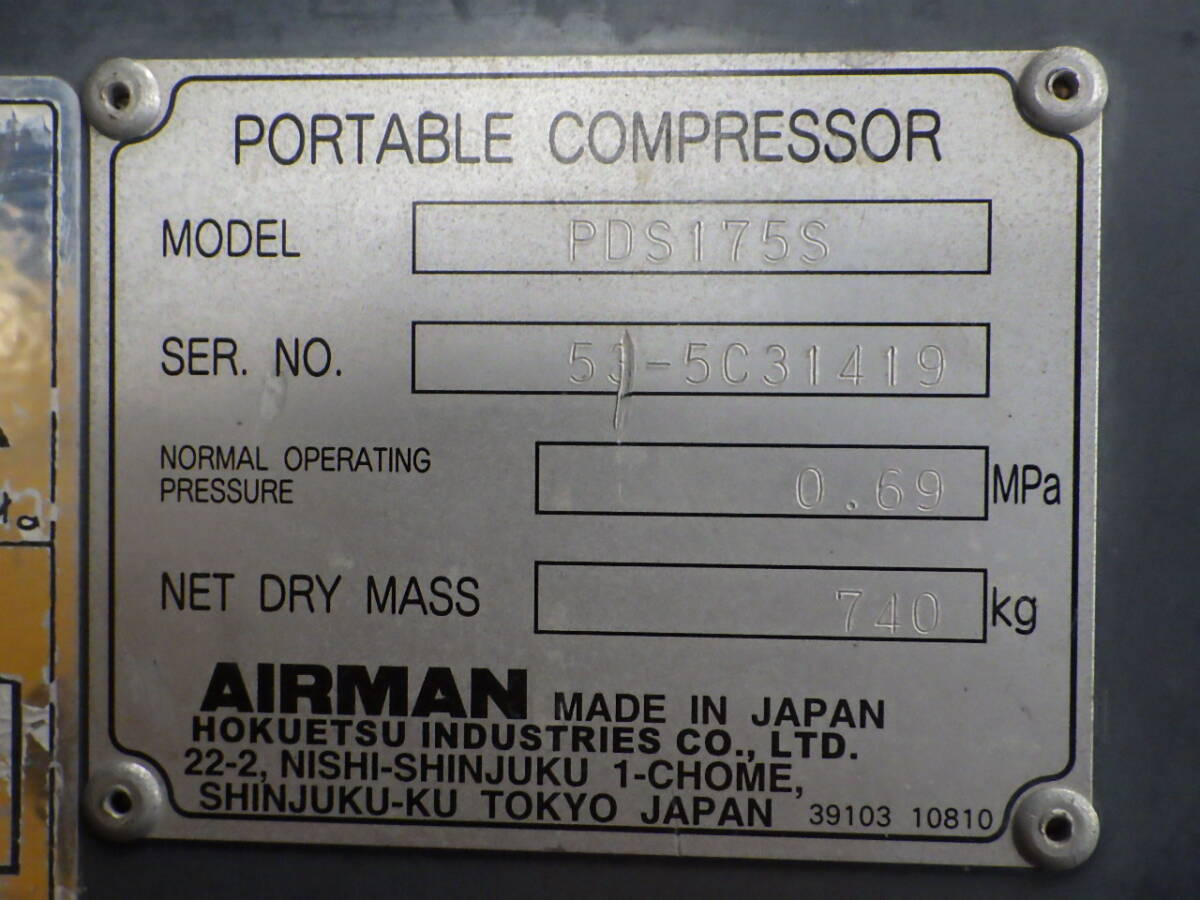 PORTABLE COMPRESSOR
MODEL PDS175S
SER. NO. 53-5C31419
NORMAL OPERATING
PRESSURE 0.69 MPa
NET DRY MASS 740 kg
AIRMAN MADE IN JAPAN
HOKUETSU INDUSTRIES CO., LTD.
22-2, NISHI-SHINJUKU 1-CHOME,
SHINJUKU-KU TOKYO JAPAN 39103 10810